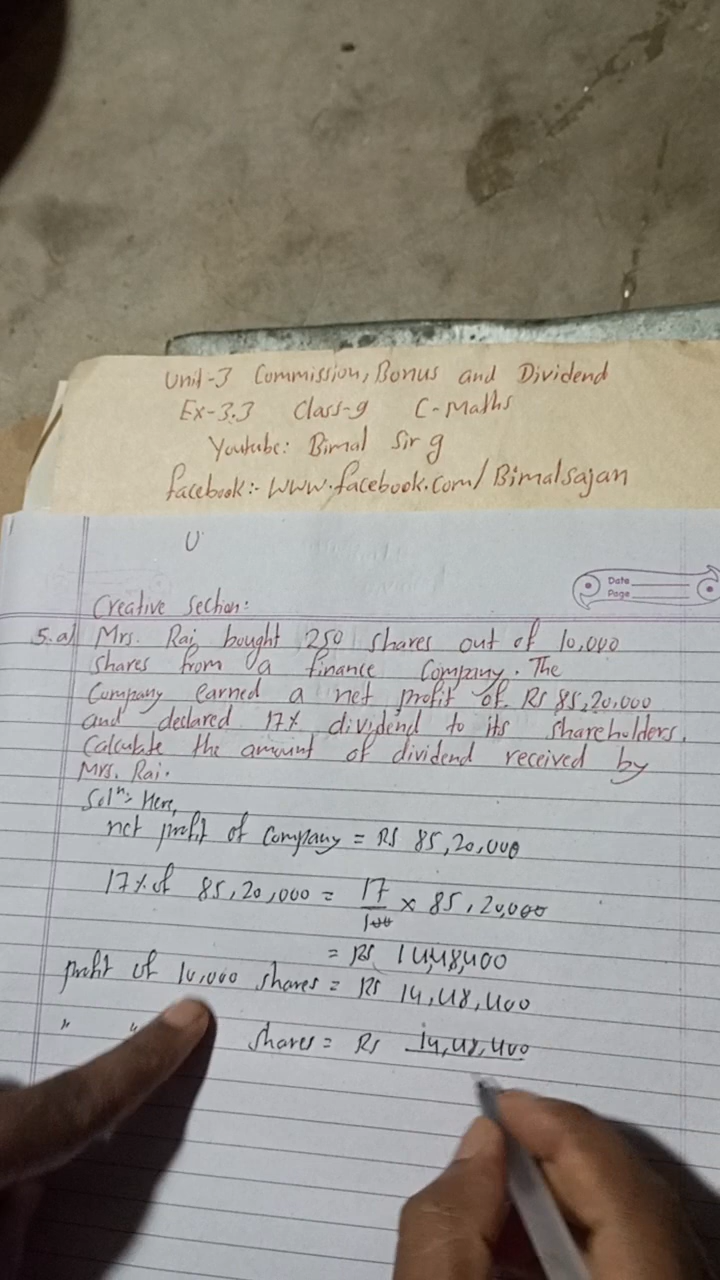 Unit-3 Commission, Bonus and Dividend
Ex-3.3 Class-9 C-Maths
Youtube: Bimal Sir g
facebook:- www.facebook.com/Bimalsajan
Date
Page
Creative Section:
5.a) Mrs. Rai bought 250 shares out of 10,000
shares from a finance Company. The
Company earned a net profit of Rs 85,20,000
and declared 17% dividend to its shareholders.
Calculate the amount of dividend received by
Mrs. Rai.
Solⁿ: Here,
net profit of Company = Rs 85,20,000
17% of 85,20,000 = 17/100 × 85,20,000
= Rs 14,48,400
profit of 10,000 shares = Rs 14,48,400
" " shares = Rs 14,48,400